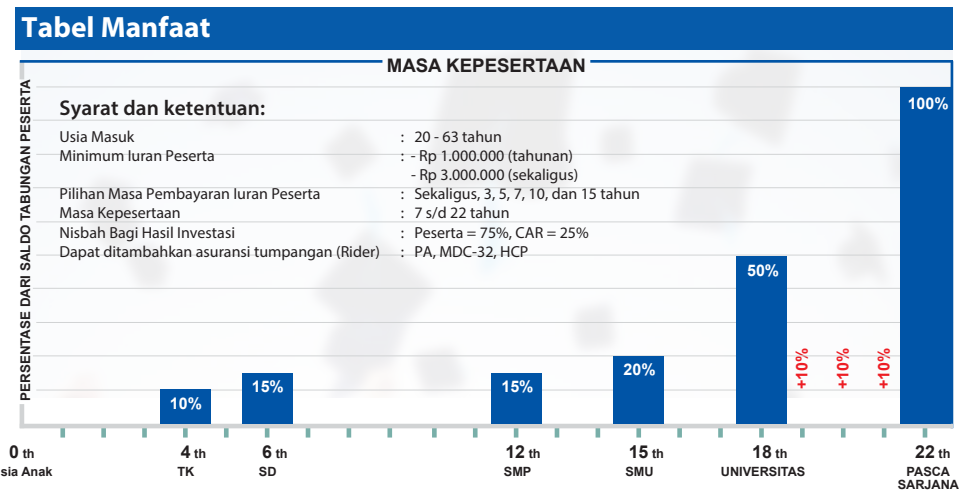 Tabel Manfaat
MASA KEPESERTAAN
PERSENTASE DARI SALDO TABUNGAN PESERTA
Syarat dan ketentuan:
Usia Masuk : 20 - 63 tahun
Minimum Iuran Peserta : - Rp 1.000.000 (tahunan)
- Rp 3.000.000 (sekaligus)
Pilihan Masa Pembayaran Iuran Peserta : Sekaligus, 3, 5, 7, 10, dan 15 tahun
Masa Kepesertaan : 7 s/d 22 tahun
Nisbah Bagi Hasil Investasi : Peserta = 75%, CAR = 25%
Dapat ditambahkan asuransi tumpangan (Rider) : PA, MDC-32, HCP
10% 15% 15% 20% 50% +10% +10% +10% 100%
0 th 4 th 6 th 12 th 15 th 18 th 22 th
sia Anak TK SD SMP SMU UNIVERSITAS PASCA
SARJANA